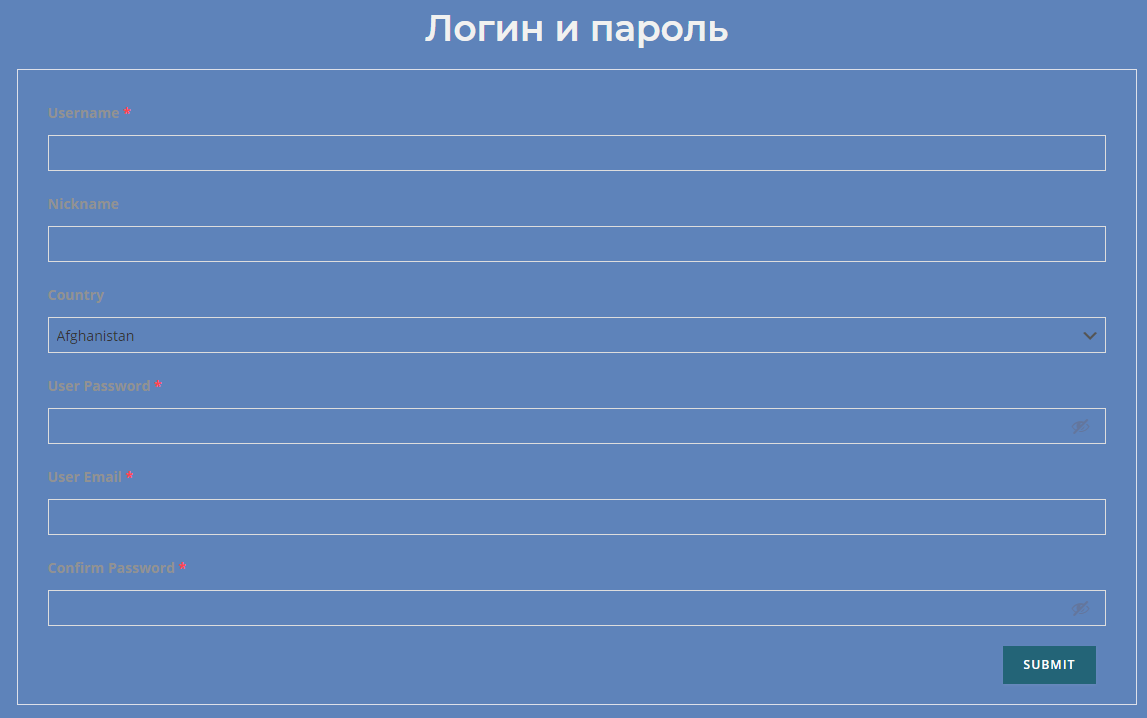 Логин и пароль
Username *
Nickname
Country
Afghanistan
User Password *
User Email *
Confirm Password *
SUBMIT